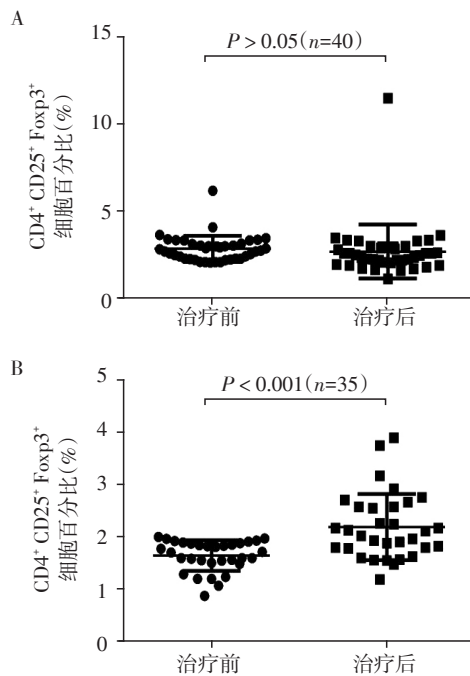 A
CD4⁺ CD25⁺ Foxp3⁺
细胞百分比(%)
15
10
5
0
P > 0.05(n=40)
治疗前
治疗后
B
CD4⁺ CD25⁺ Foxp3⁺
细胞百分比(%)
5
4
3
2
1
0
P < 0.001(n=35)
治疗前
治疗后